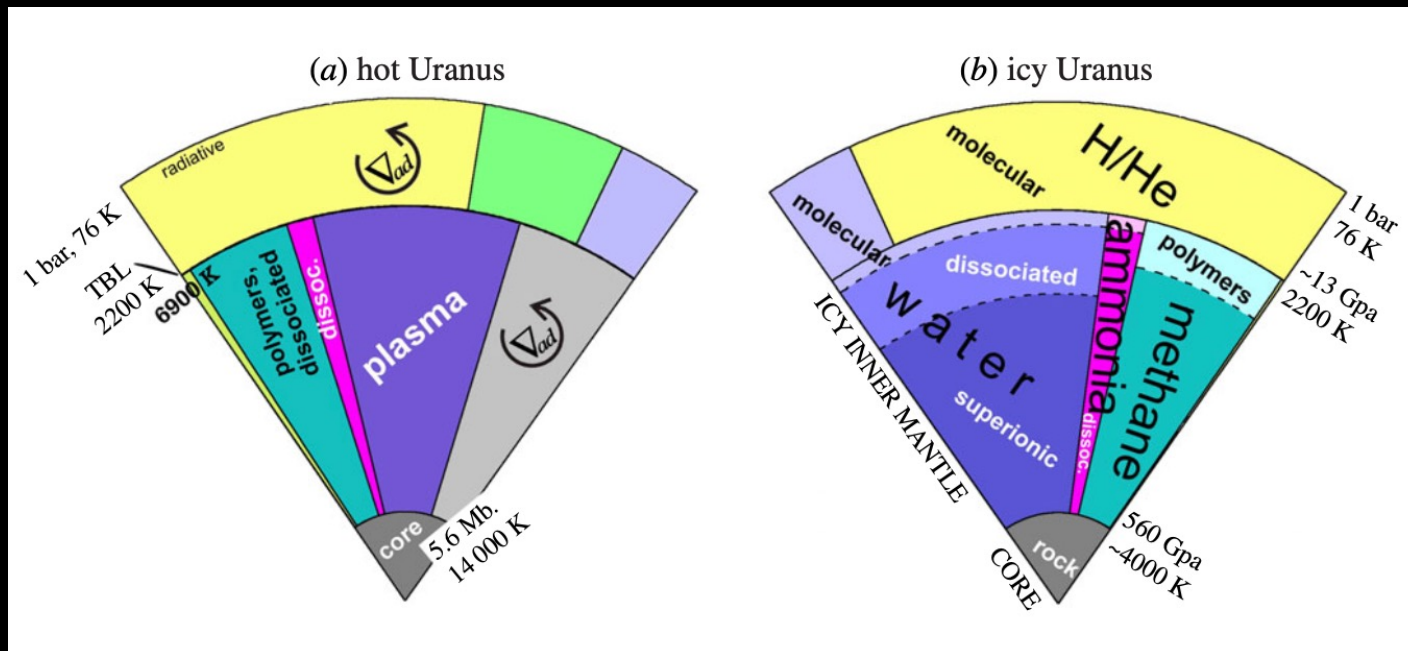 (a) hot Uranus
radiative
∇ad
1 bar, 76 K
TBL
2200 K
6900 K
polymers,
dissociated
dissoc.
plasma
∇ad
core
5.6 Mb.
14 000 K
(b) icy Uranus
molecular
H/He
molecular
1 bar
76 K
dissociated
ammonia
polymers
~13 Gpa
2200 K
water
superionic
dissoc.
methane
ICY INNER MANTLE
560 Gpa
~4000 K
rock
CORE